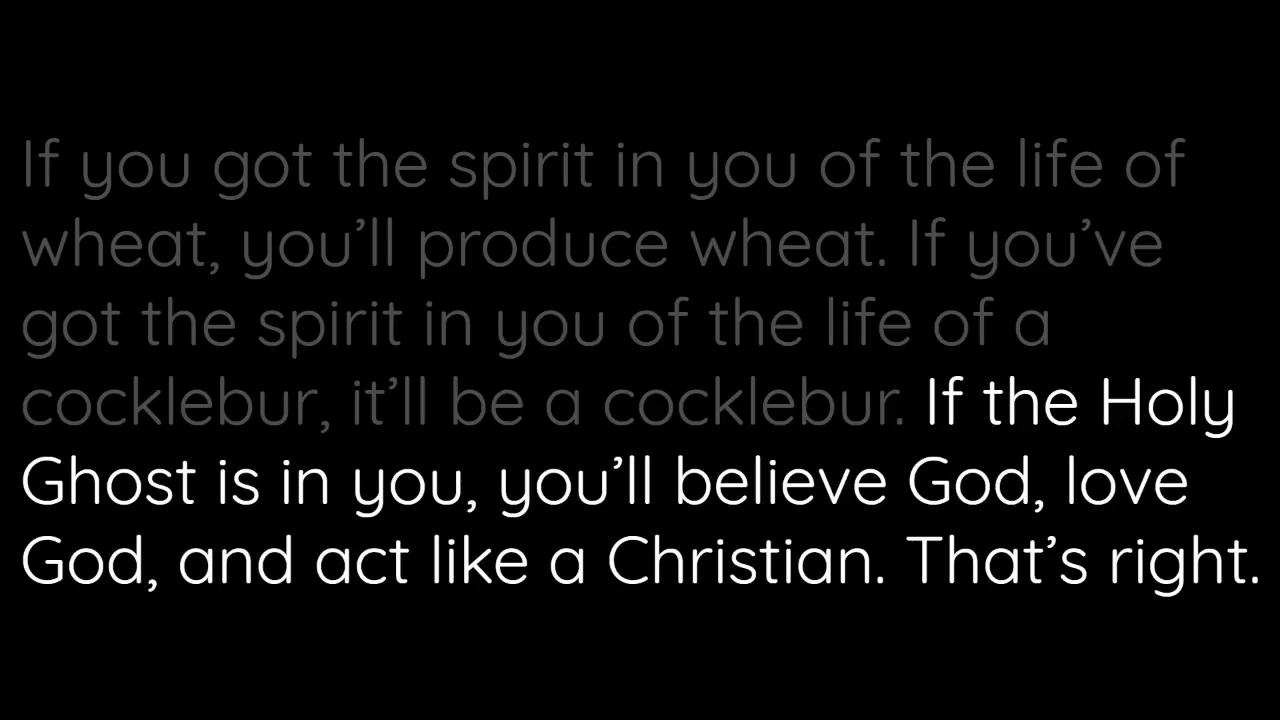 If you got the spirit in you of the life of
wheat, you’ll produce wheat. If you’ve
got the spirit in you of the life of a
cocklebur, it’ll be a cocklebur. If the Holy
Ghost is in you, you’ll believe God, love
God, and act like a Christian. That’s right.